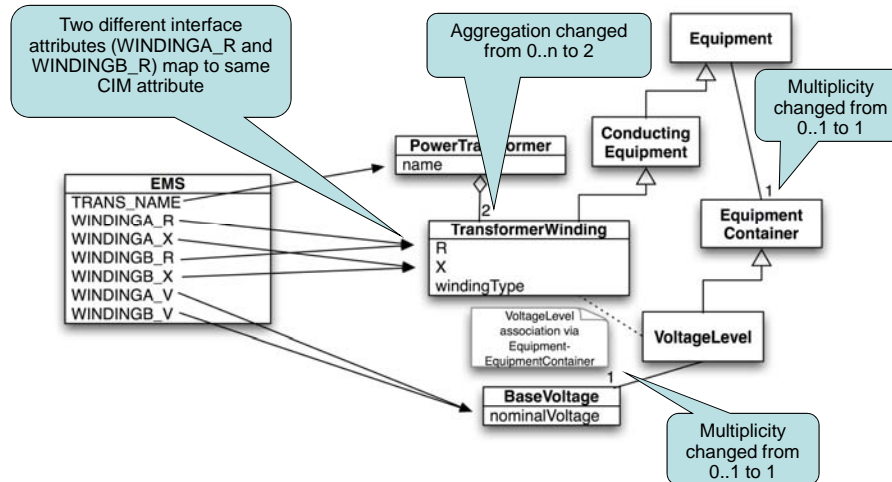 Two different interface
attributes (WINDINGA_R and
WINDINGB_R) map to same
CIM attribute
Aggregation changed
from 0..n to 2
Equipment
Multiplicity
changed from
0..1 to 1
Conducting
Equipment
PowerTransformer
name
EMS
TRANS_NAME
WINDINGA_R
WINDINGA_X
WINDINGB_R
WINDINGB_X
WINDINGA_V
WINDINGB_V
2
TransformerWinding
R
X
windingType
1
Equipment
Container
VoltageLevel
association via
Equipment-
EquipmentContainer
VoltageLevel
1
BaseVoltage
nominalVoltage
Multiplicity
changed from
0..1 to 1